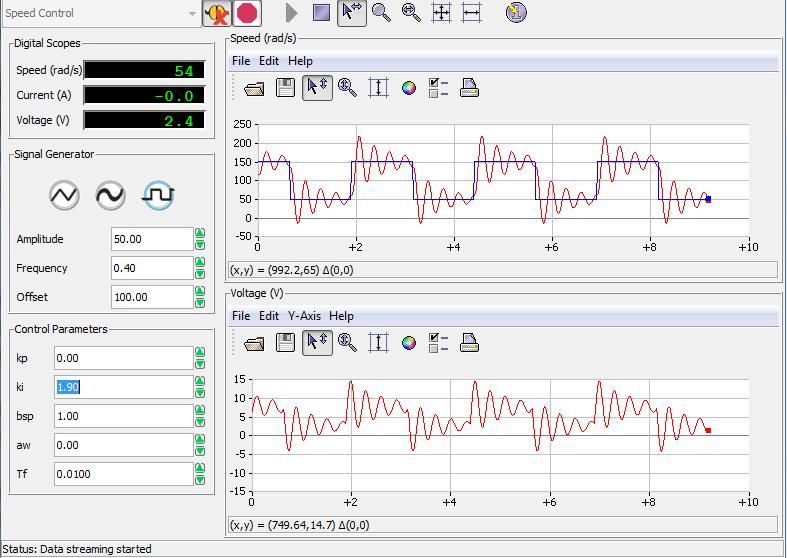 Speed Control
Digital Scopes
Speed (rad/s) 54
Current (A) -0.0
Voltage (V) 2.4
Signal Generator
Amplitude 50.00
Frequency 0.40
Offset 100.00
Control Parameters
kp 0.00
ki 1.90
bsp 1.00
aw 0.00
Tf 0.0100
Speed (rad/s)
File Edit Help
250
200
150
100
50
0
-50
0 +2 +4 +6 +8 +10
(x,y) = (992.2,65) Δ(0,0)
Voltage (V)
File Edit Y-Axis Help
15
10
5
0
-5
-10
-15
0 +2 +4 +6 +8 +10
(x,y) = (749.64,14.7) Δ(0,0)
Status: Data streaming started